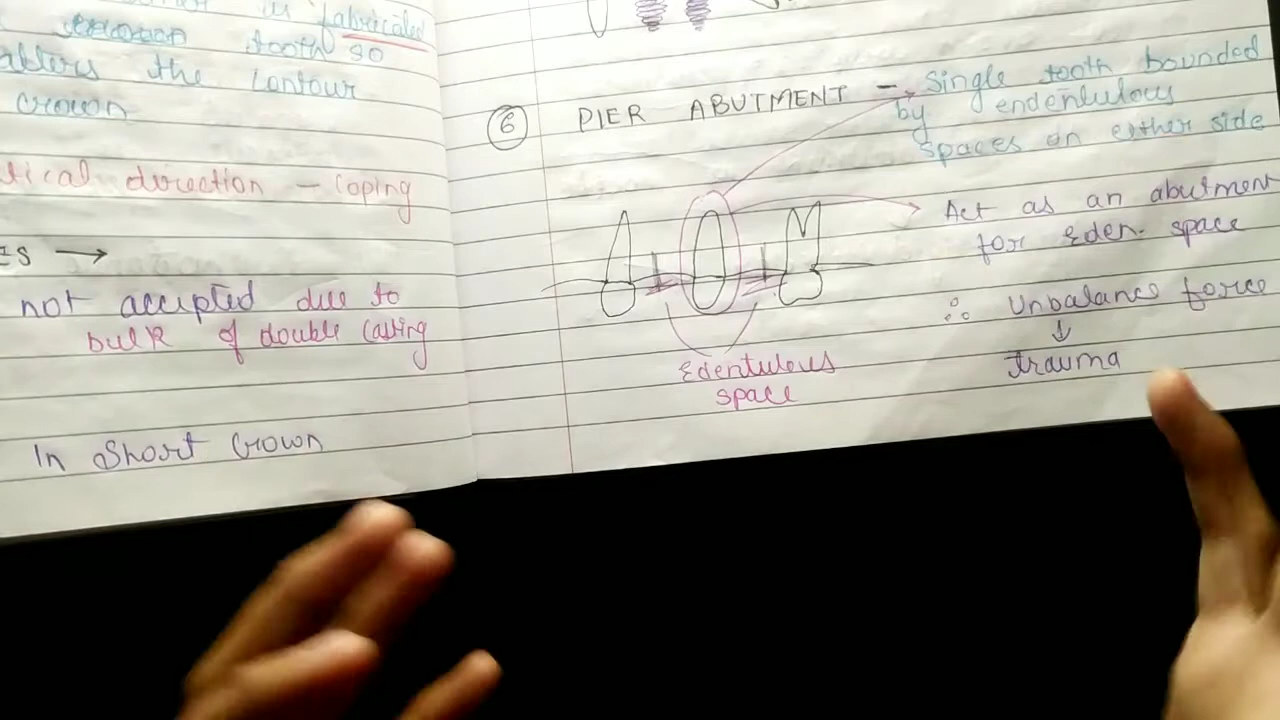 is fabricated
tooth so
the contour
crown
direction - coping
→
not accepted due to
bulk of double casting
In Short Crown
6 PIER ABUTMENT - Single tooth bounded
by endentulous
spaces on either side
Act as an abutment
for Eden. space
∴ Unbalance force
↓
trauma
Edentulous
space